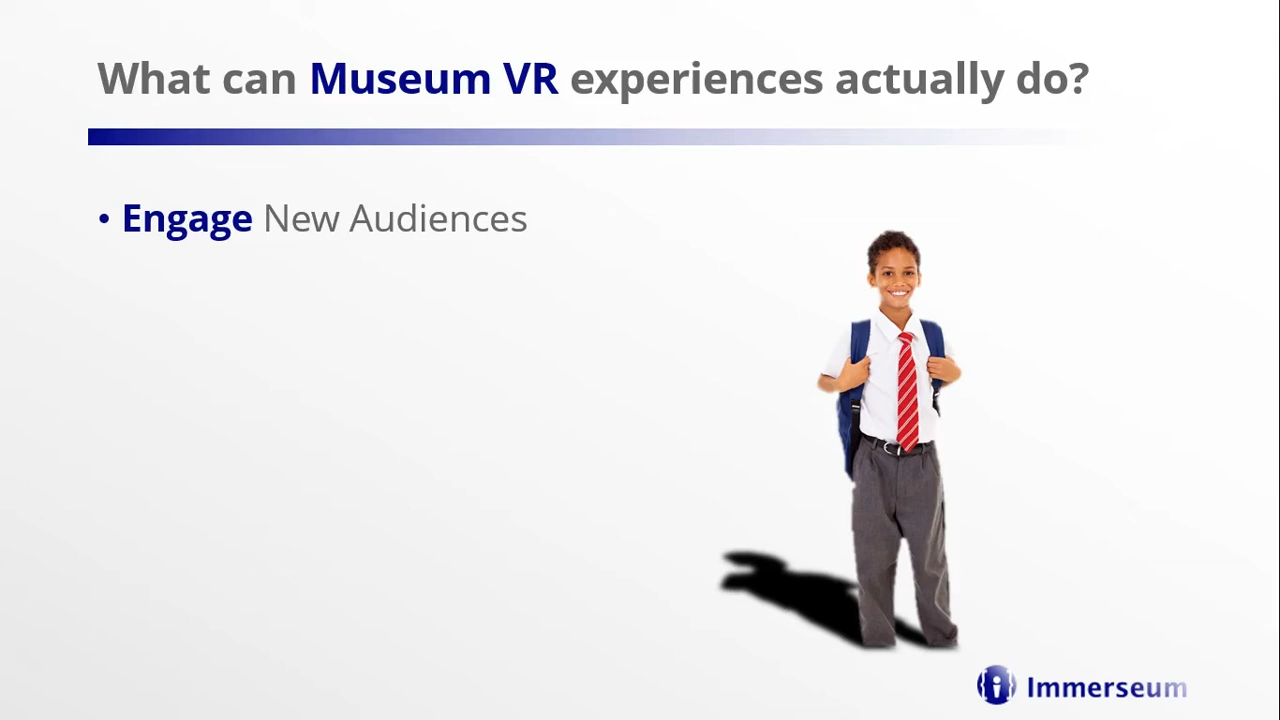 What can Museum VR experiences actually do?
• Engage New Audiences
Immerseum